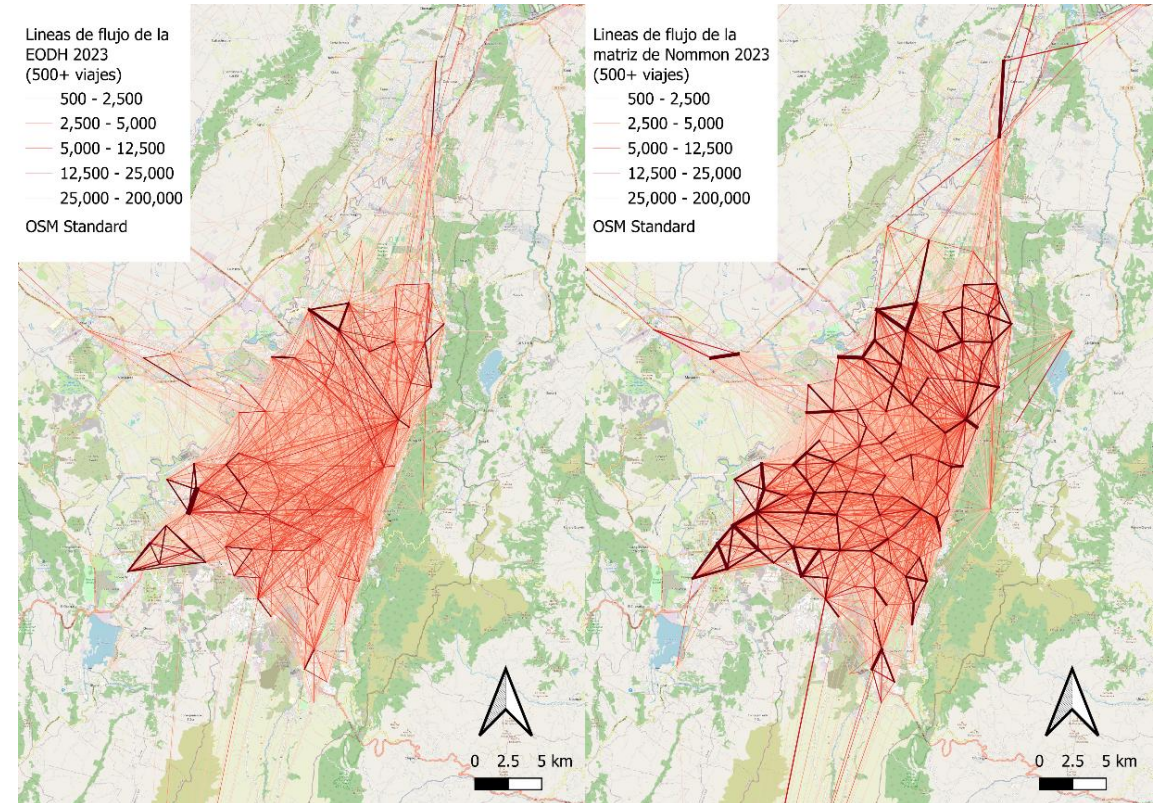 Lineas de flujo de la
EODH 2023
(500+ viajes)
500 - 2,500
2,500 - 5,000
5,000 - 12,500
12,500 - 25,000
25,000 - 200,000
OSM Standard
0 2.5 5 km
Lineas de flujo de la
matriz de Nommon 2023
(500+ viajes)
500 - 2,500
2,500 - 5,000
5,000 - 12,500
12,500 - 25,000
25,000 - 200,000
OSM Standard
0 2.5 5 km